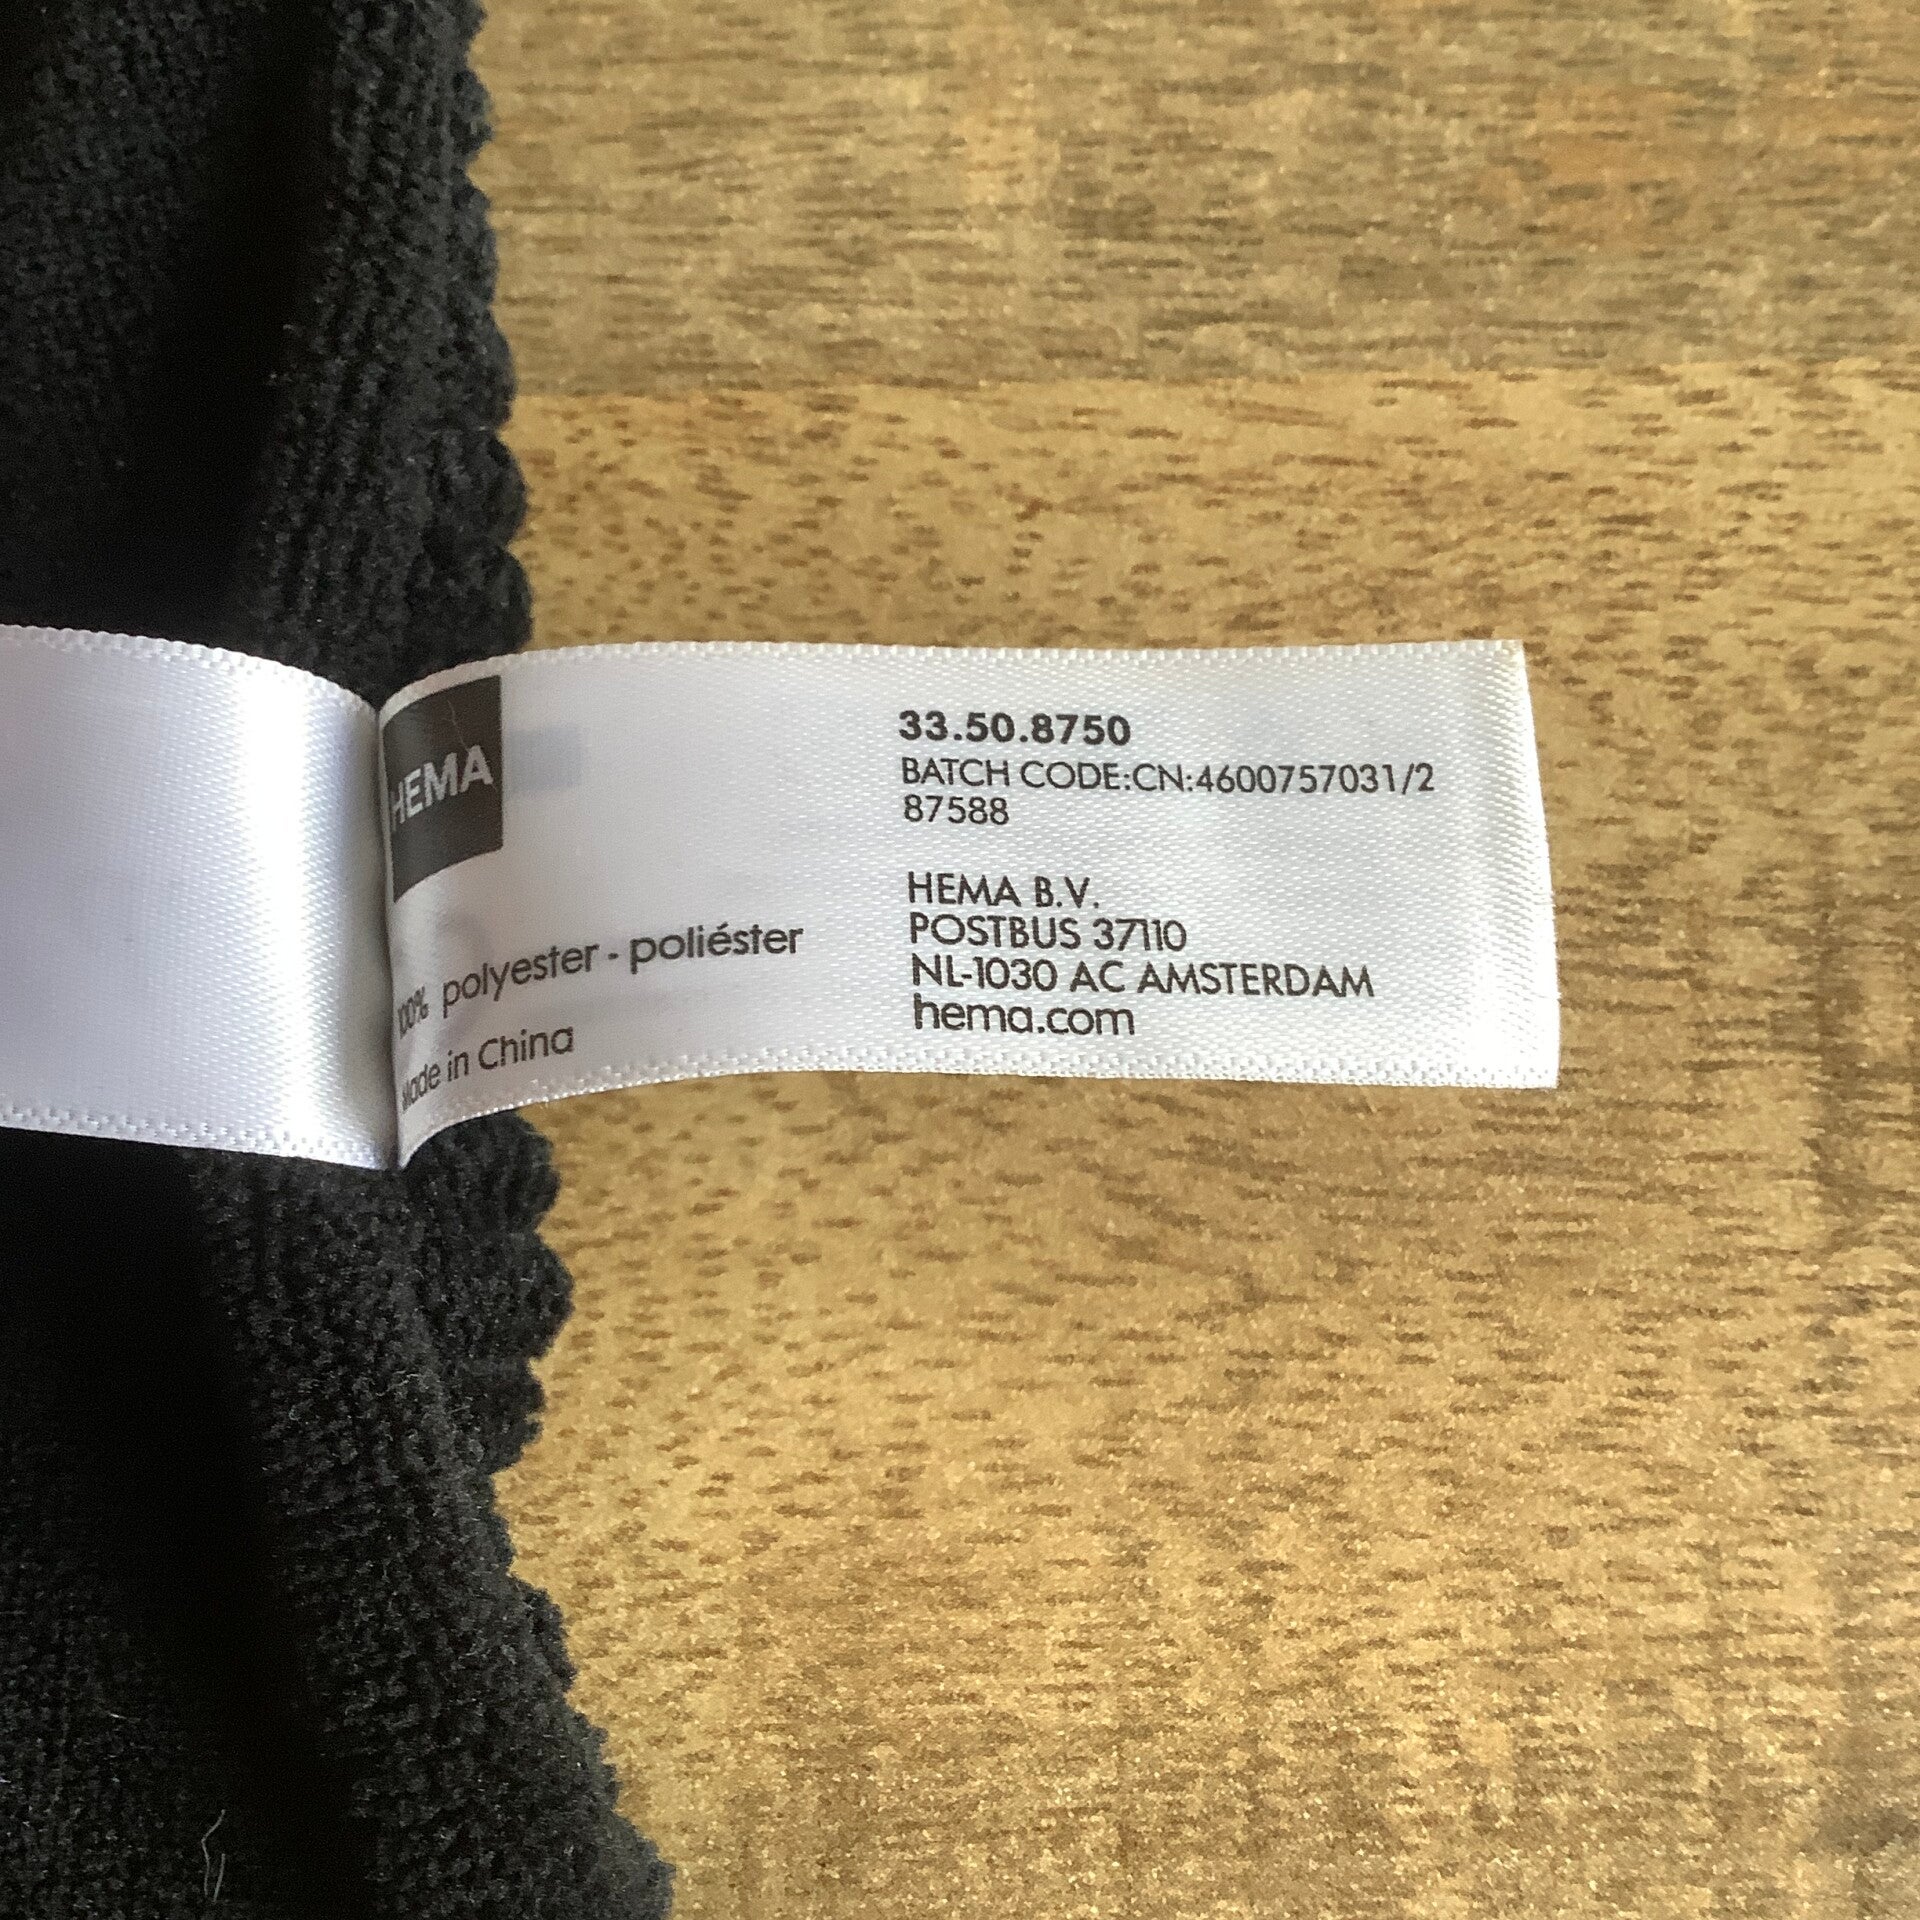 HEMA
100% polyester - poliéster
Made in China
33.50.8750
BATCH CODE:CN:4600757031/2
87588
HEMA B.V.
POSTBUS 37110
NL-1030 AC AMSTERDAM
hema.com